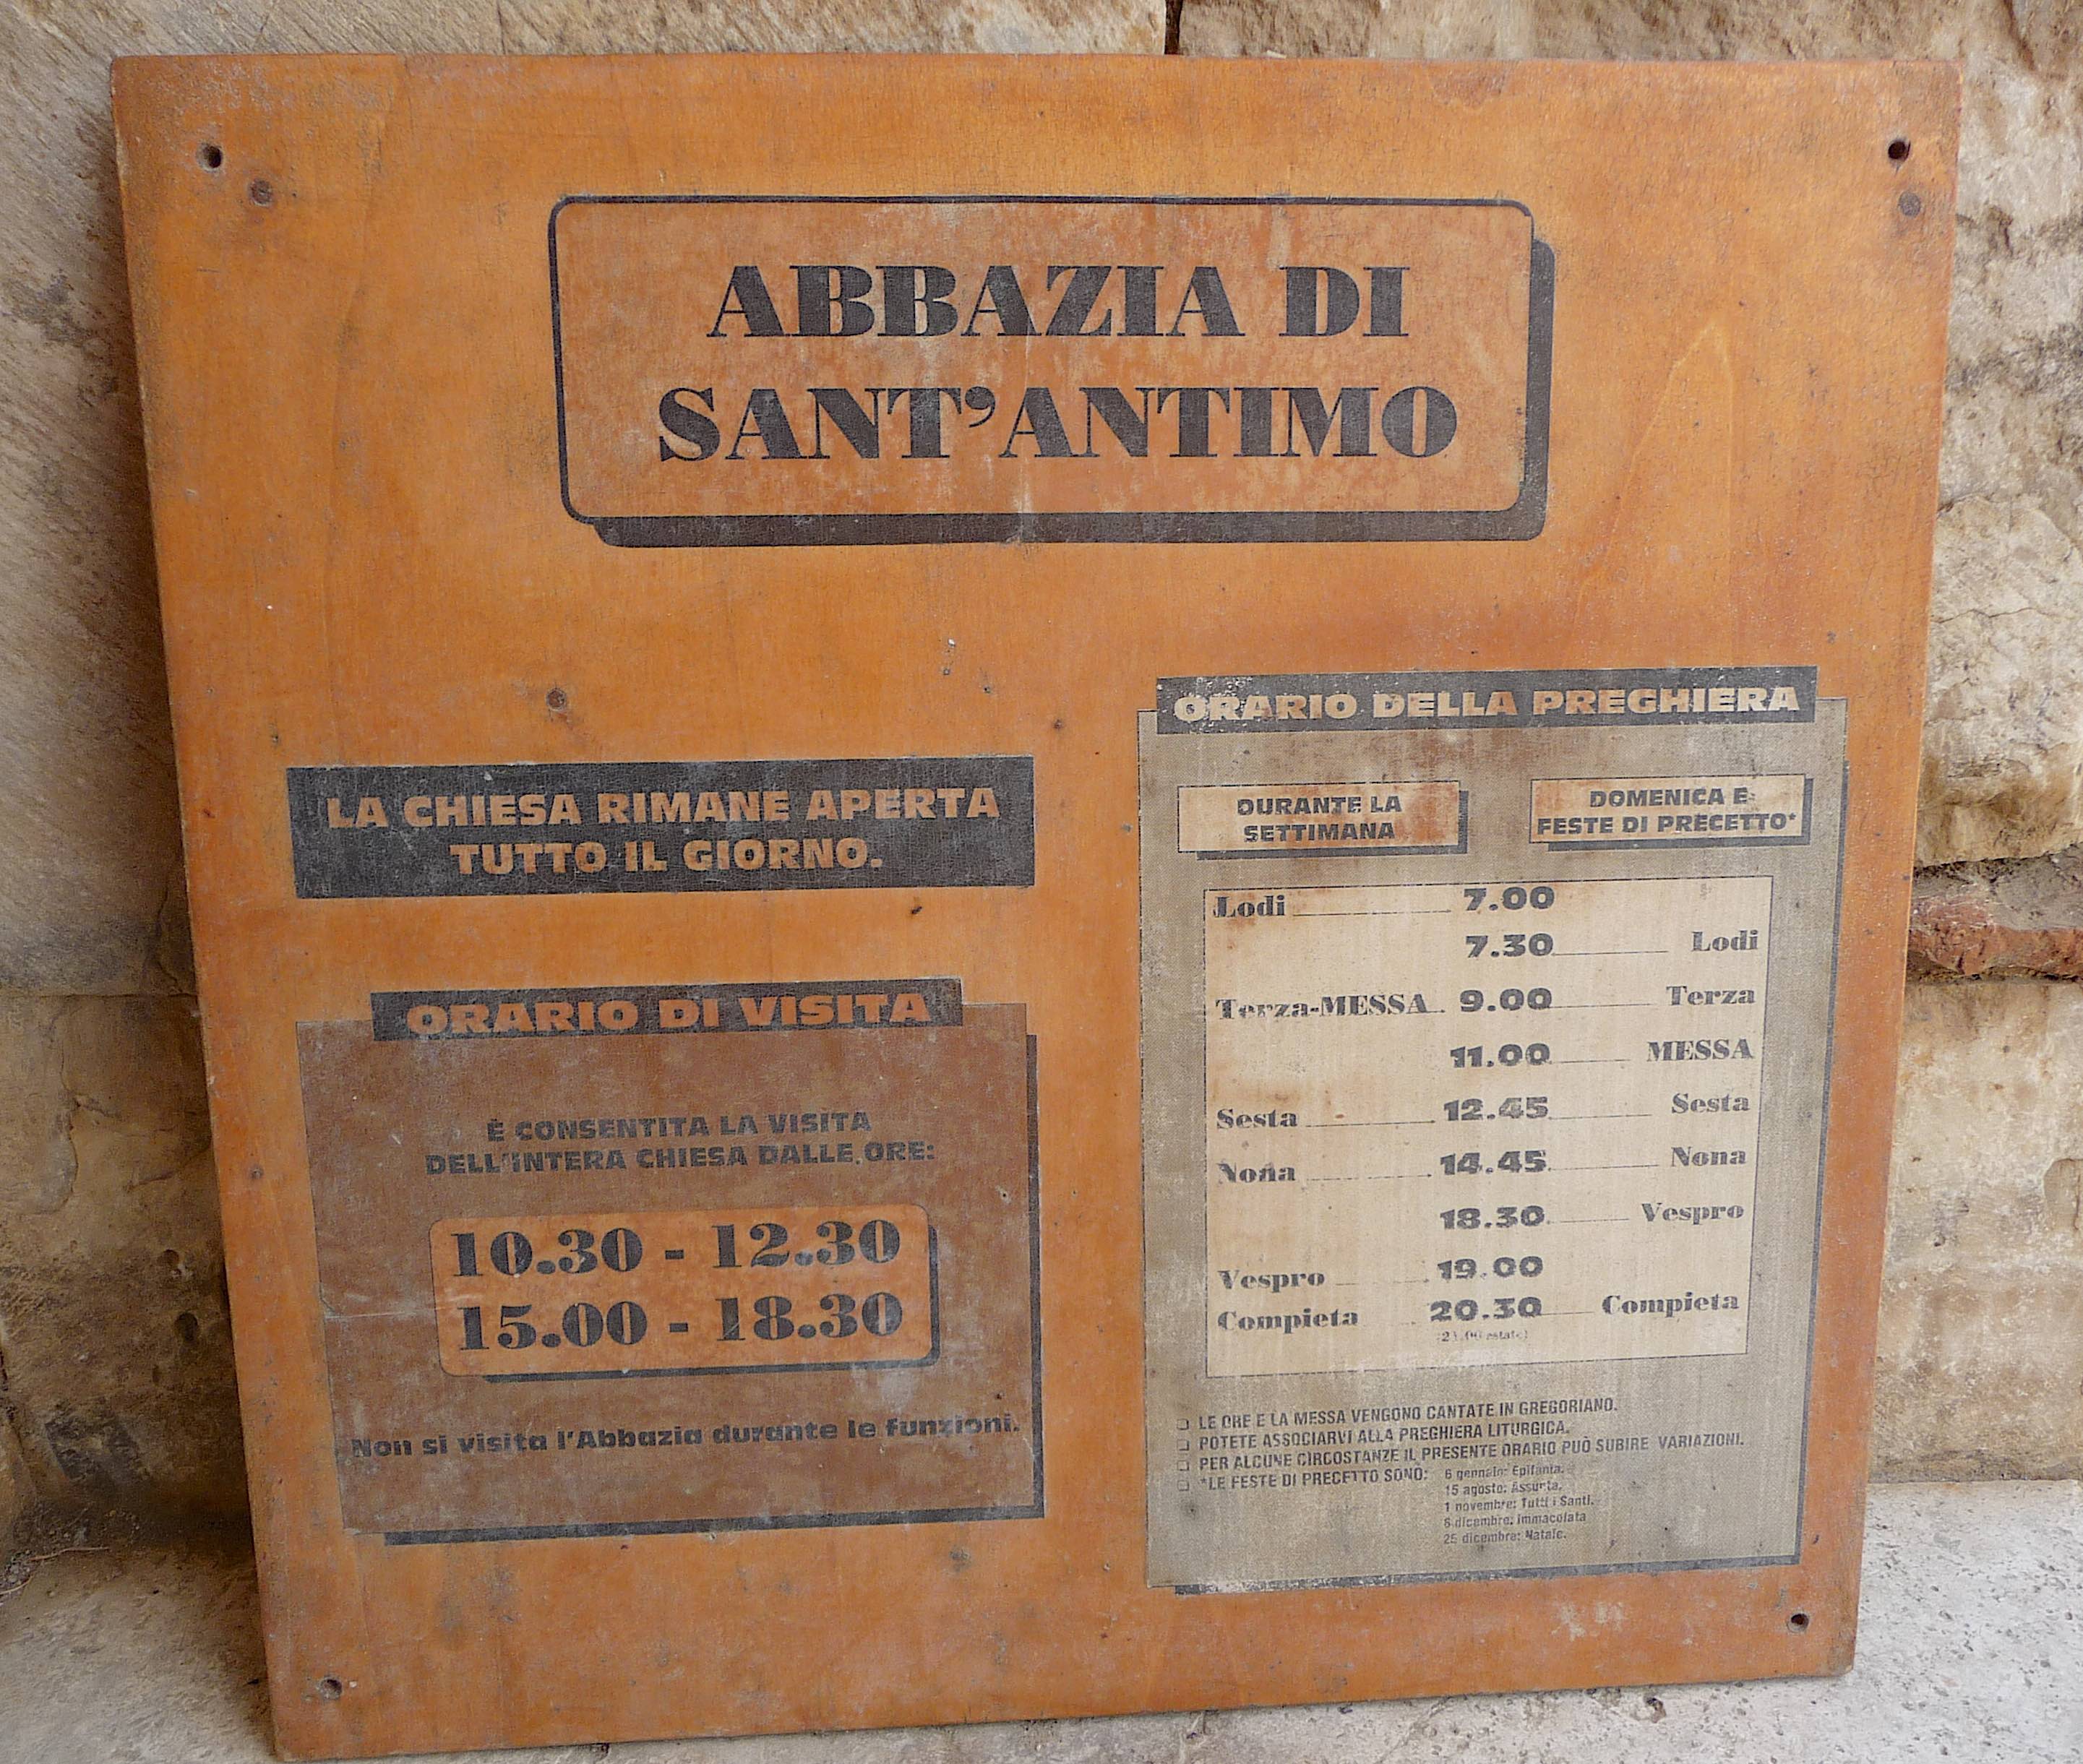 ABBAZIA DI
SANT'ANTIMO
LA CHIESA RIMANE APERTA
TUTTO IL GIORNO.
ORARIO DI VISITA
È CONSENTITA LA VISITA
DELL'INTERA CHIESA DALLE ORE:
10.30 - 12.30
15.00 - 18.30
Non si visita l'Abbazia durante le funzioni.
ORARIO DELLA PREGHIERA
DURANTE LA
SETTIMANA
DOMENICA E
FESTE DI PRECETTO*
Lodi 7.00
7.30 Lodi
Terza-MESSA 9.00 Terza
11.00 MESSA
Sesta 12.45 Sesta
Nona 14.45 Nona
18.30 Vespro
Vespro 19.00
Compieta 20.30 Compieta
(21.00 estate)
LE ORE E LA MESSA VENGONO CANTATE IN GREGORIANO.
POTETE ASSOCIARVI ALLA PREGHIERA LITURGICA.
PER ALCUNE CIRCOSTANZE IL PRESENTE ORARIO PUÒ SUBIRE VARIAZIONI.
*LE FESTE DI PRECETTO SONO: 6 gennaio: Epifania.
15 agosto: Assunta.
1 novembre: Tutti i Santi.
8 dicembre: Immacolata
25 dicembre: Natale.